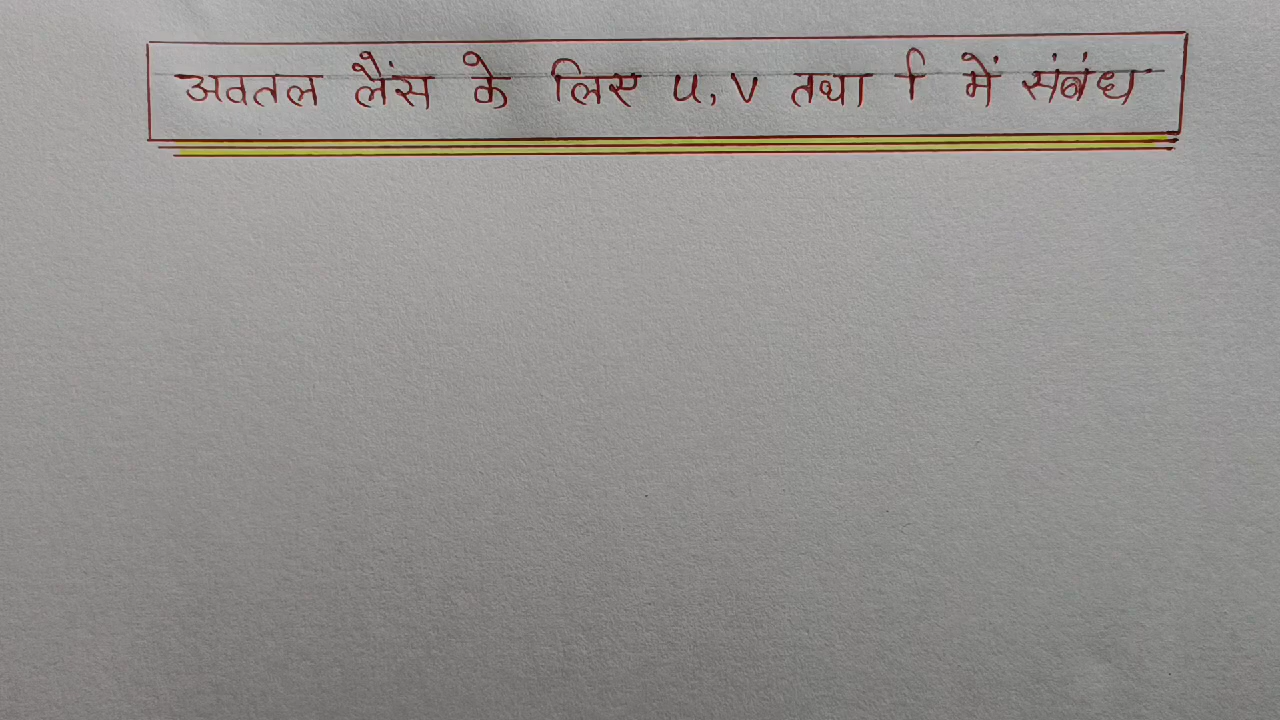 अवतल लैंस के लिए u, v तथा f में संबंध